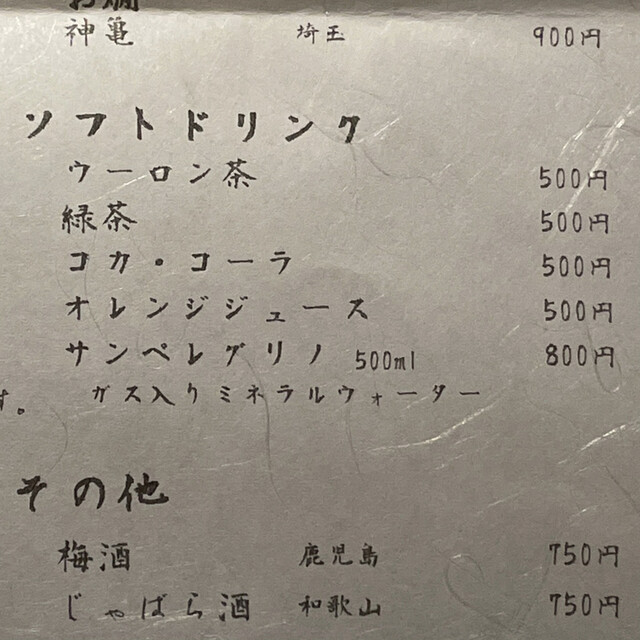 お燗
神亀 埼玉 900円
ソフトドリンク
ウーロン茶 500円
緑茶 500円
コカ・コーラ 500円
オレンジジュース 500円
サンペレグリノ 500ml 800円
す。 ガス入りミネラルウォーター
その他
梅酒 鹿児島 750円
じゃばら酒 和歌山 750円